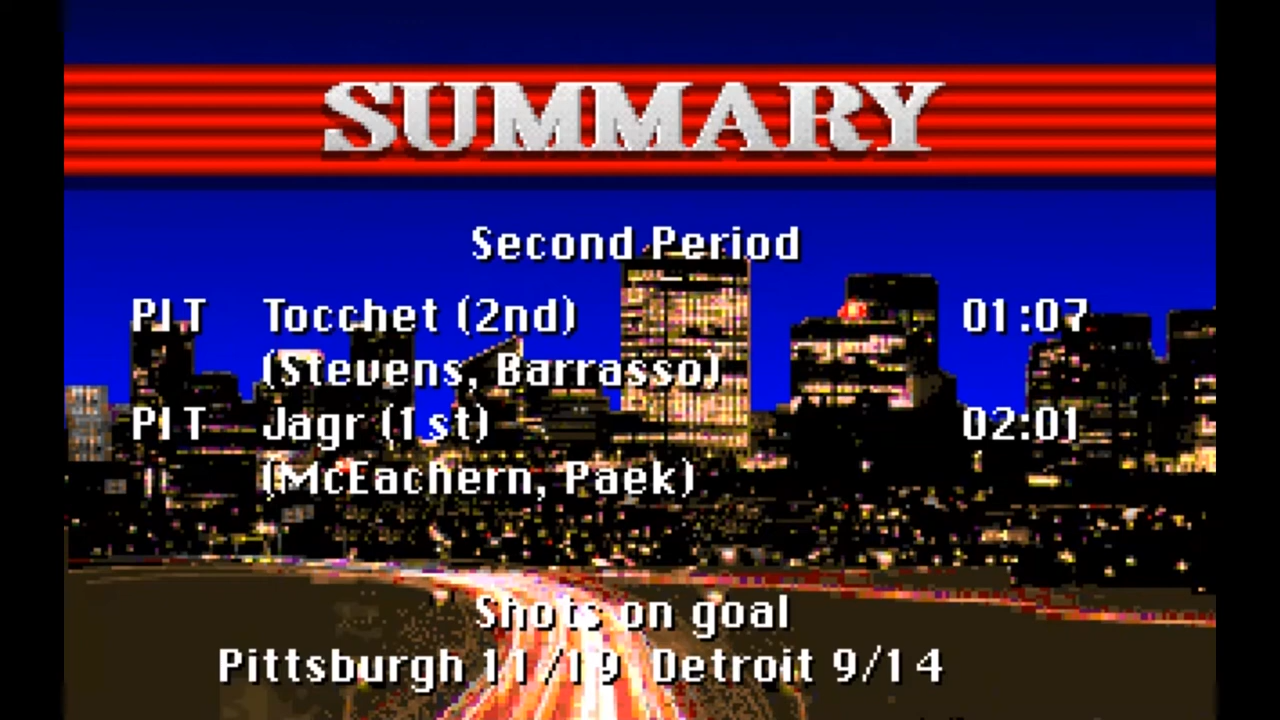 SUMMARY
Second Period
PIT Tocchet (2nd) 01:07
(Stevens, Barrasso)
PIT Jagr (1st) 02:01
(McEachern, Paek)
Shots on goal
Pittsburgh 11/19 Detroit 9/14